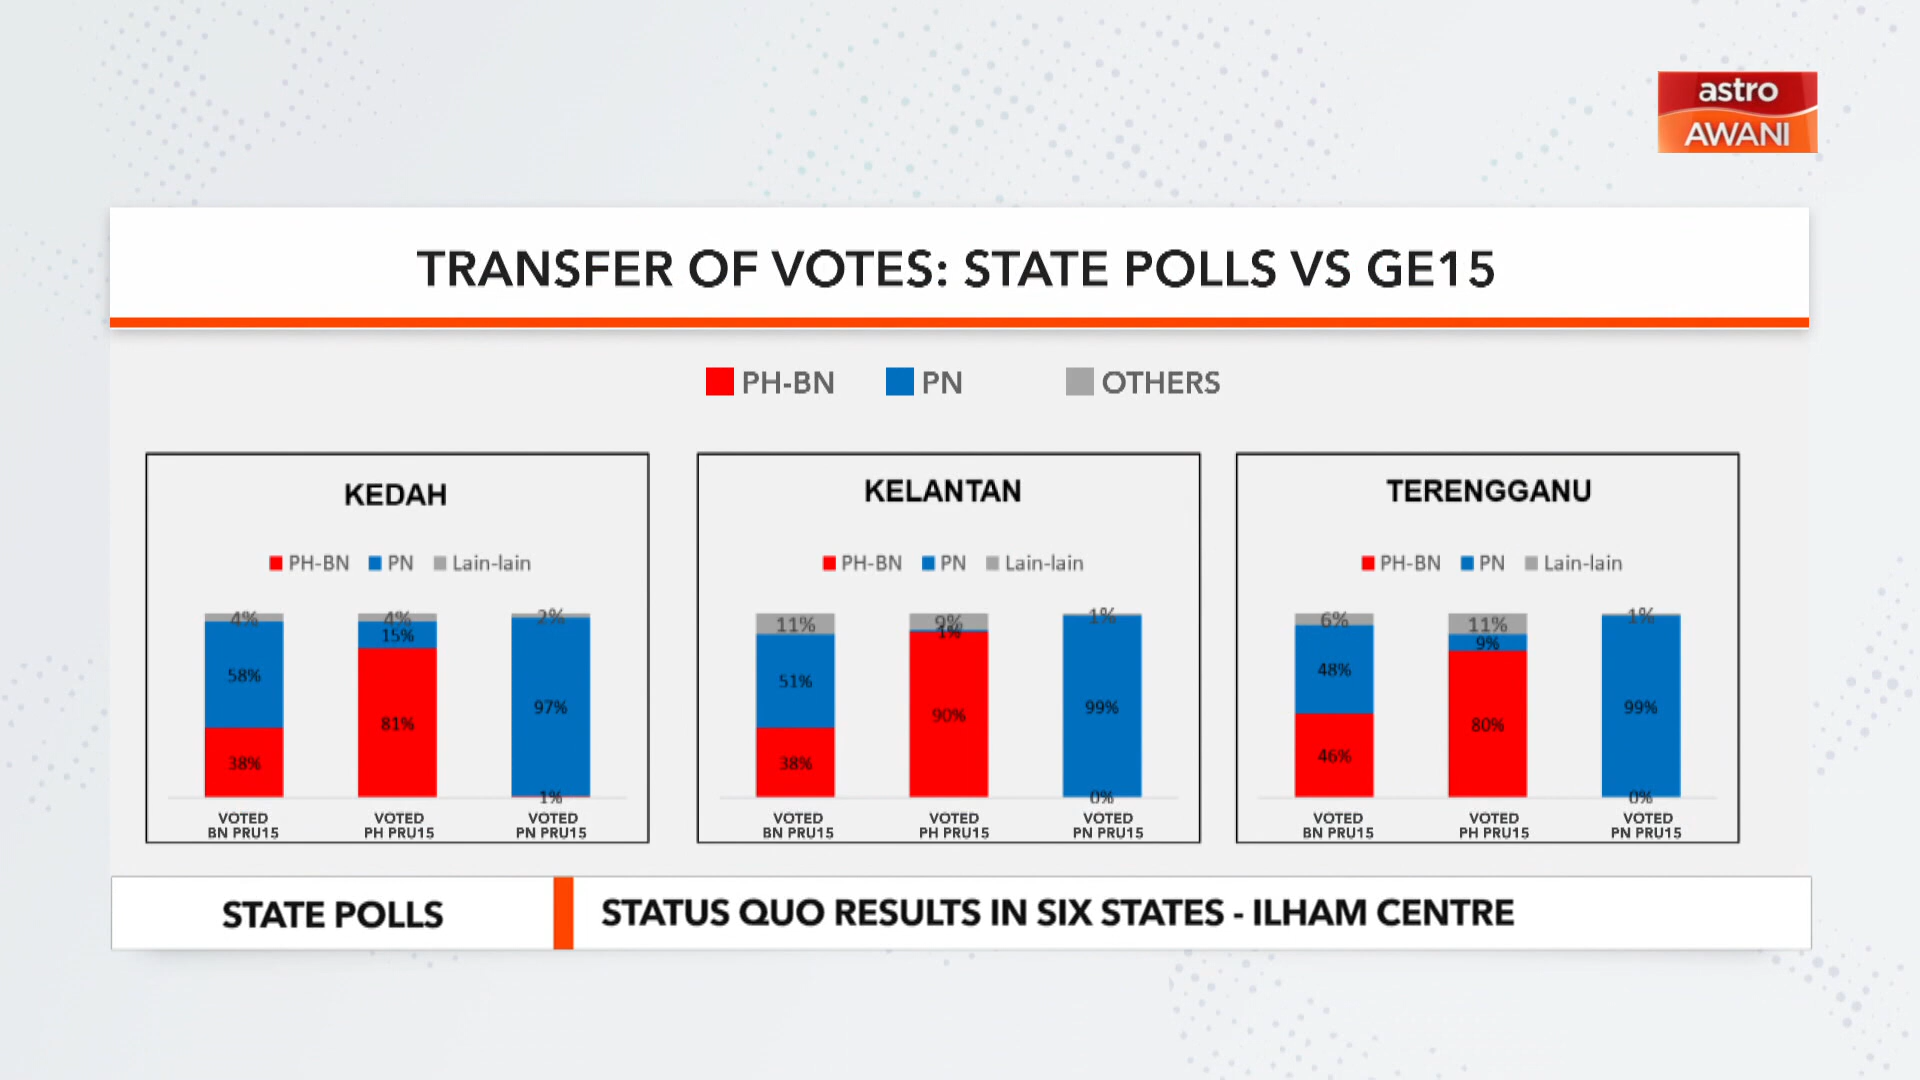 astro
AWANI
TRANSFER OF VOTES: STATE POLLS VS GE15
PH-BN PN OTHERS
KEDAH
PH-BN PN Lain-lain
4% 4% 2%
15%
58% 81% 97%
38% 1%
VOTED VOTED VOTED
BN PRU15 PH PRU15 PN PRU15
KELANTAN
PH-BN PN Lain-lain
11% 9% 1%
1%
51% 90% 99%
38% 0%
VOTED VOTED VOTED
BN PRU15 PH PRU15 PN PRU15
TERENGGANU
PH-BN PN Lain-lain
6% 11% 1%
9%
48% 80% 99%
46% 0%
VOTED VOTED VOTED
BN PRU15 PH PRU15 PN PRU15
STATE POLLS
STATUS QUO RESULTS IN SIX STATES - ILHAM CENTRE